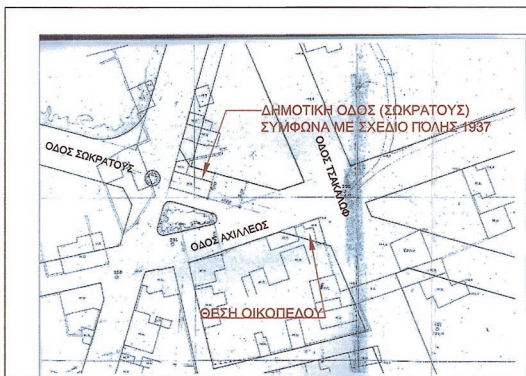 ΔΗΜΟΤΙΚΗ ΟΔΟΣ (ΣΩΚΡΑΤΟΥΣ)
ΣΥΜΦΩΝΑ ΜΕ ΣΧΕΔΙΟ ΠΟΛΗΣ 1937
ΟΔΟΣ ΣΩΚΡΑΤΟΥΣ
ΟΔΟΣ ΤΣΑΚΑΛΩΦ
ΟΔΟΣ ΑΧΙΛΛΕΩΣ
ΘΕΣΗ ΟΙΚΟΠΕΔΟΥ